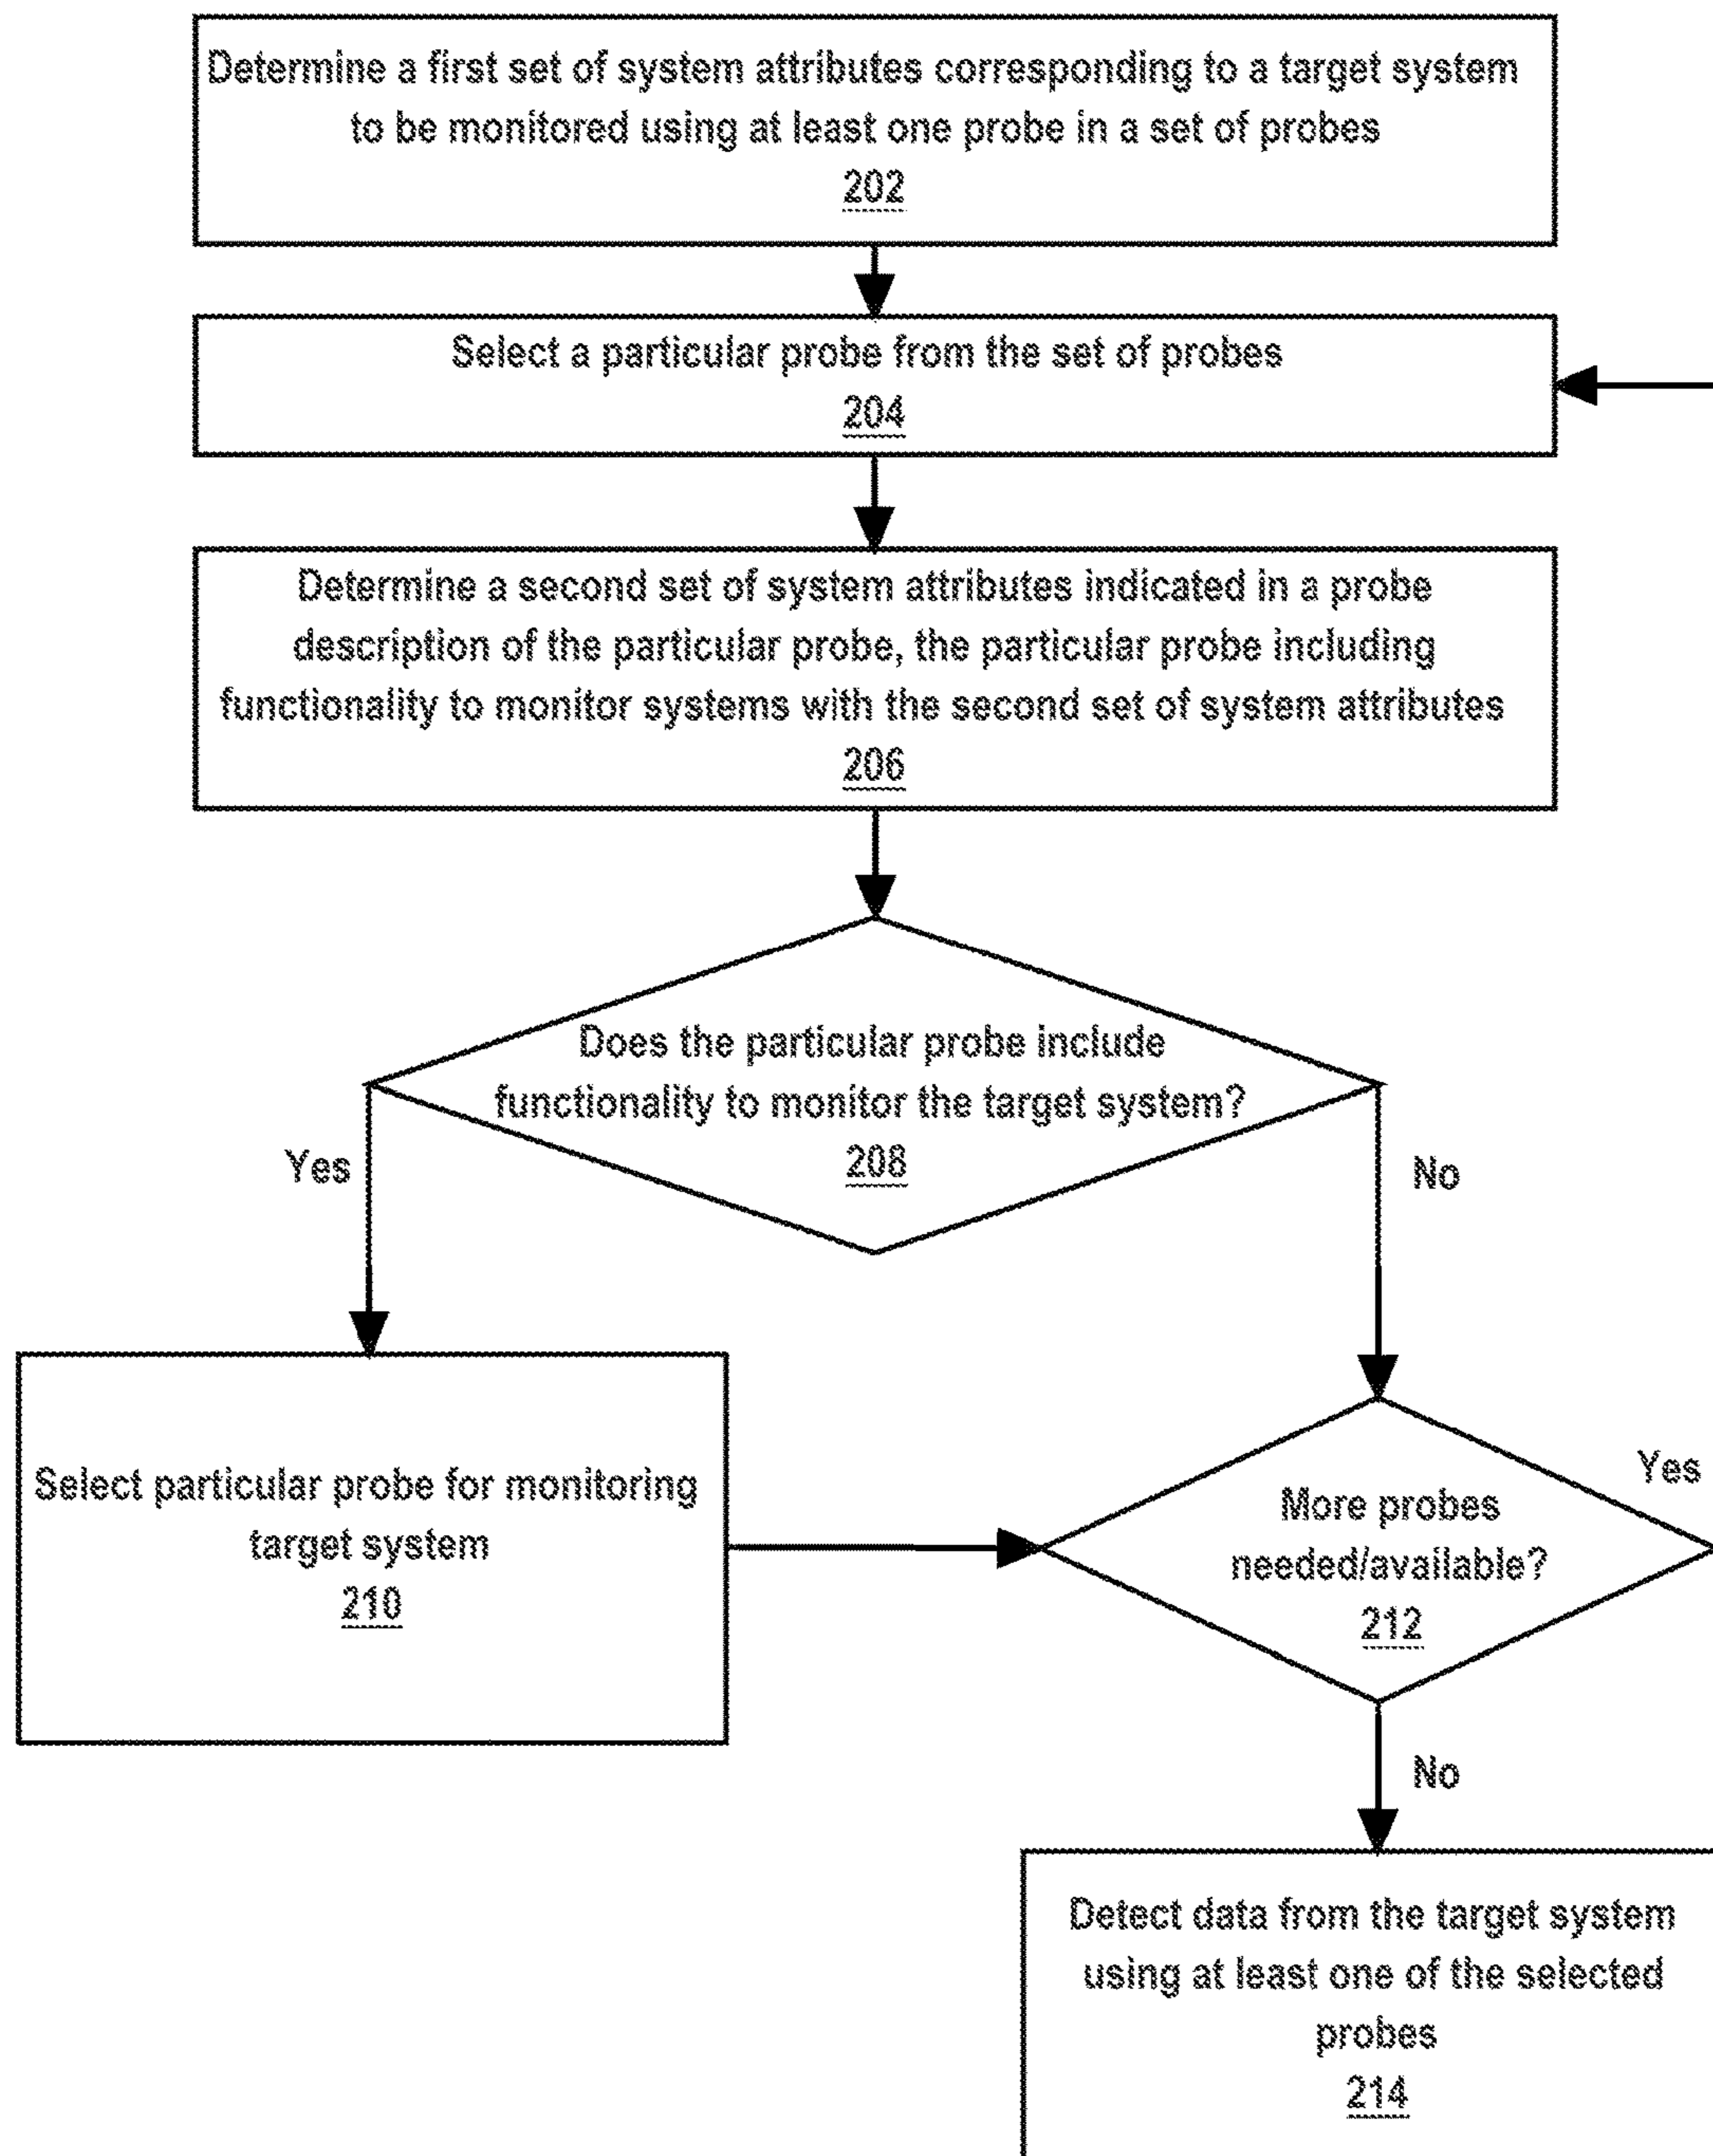 Determine a first set of system attributes corresponding to a target system
to be monitored using at least one probe in a set of probes
202
Select a particular probe from the set of probes
204
Determine a second set of system attributes indicated in a probe
description of the particular probe, the particular probe including
functionality to monitor systems with the second set of system attributes
206
Does the particular probe include
functionality to monitor the target system?
208
Yes
No
Select particular probe for monitoring
target system
210
More probes
needed/available?
212
Yes
No
Detect data from the target system
using at least one of the selected
probes
214